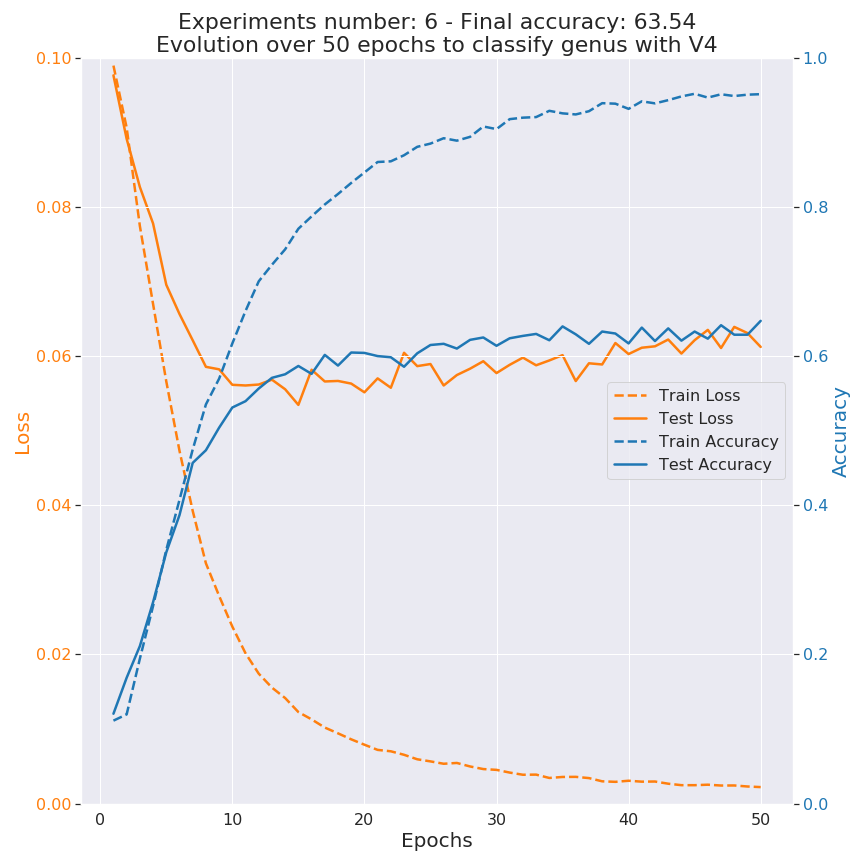 Experiments number: 6 - Final accuracy: 63.54
Evolution over 50 epochs to classify genus with V4
0.10
0.08
0.06
0.04
0.02
0.00
Loss
1.0
0.8
0.6
0.4
0.2
0.0
Accuracy
Train Loss
Test Loss
Train Accuracy
Test Accuracy
0 10 20 30 40 50
Epochs